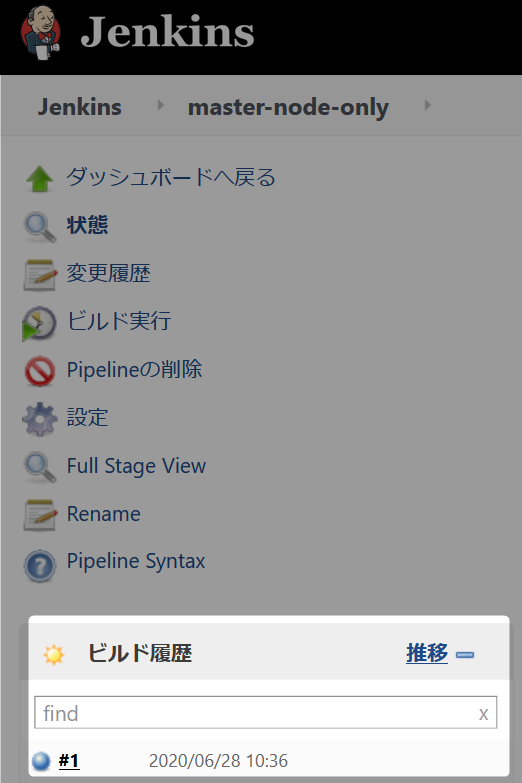 Jenkins
Jenkins master-node-only
ダッシュボードへ戻る
状態
変更履歴
ビルド実行
Pipelineの削除
設定
Full Stage View
Rename
Pipeline Syntax
ビルド履歴 推移
find x
#1 2020/06/28 10:36